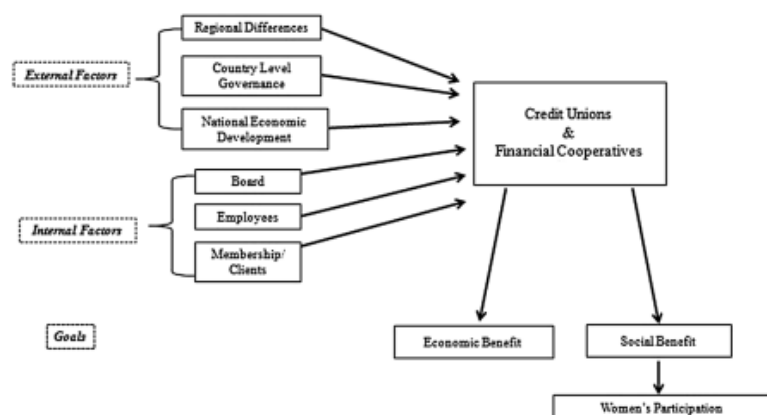 Regional Differences
External Factors
Country Level
Governance
National Economic
Development
Credit Unions
&
Financial Cooperatives
Board
Employees
Internal Factors
Membership/
Clients
Goals
Economic Benefit
Social Benefit
Women's Participation